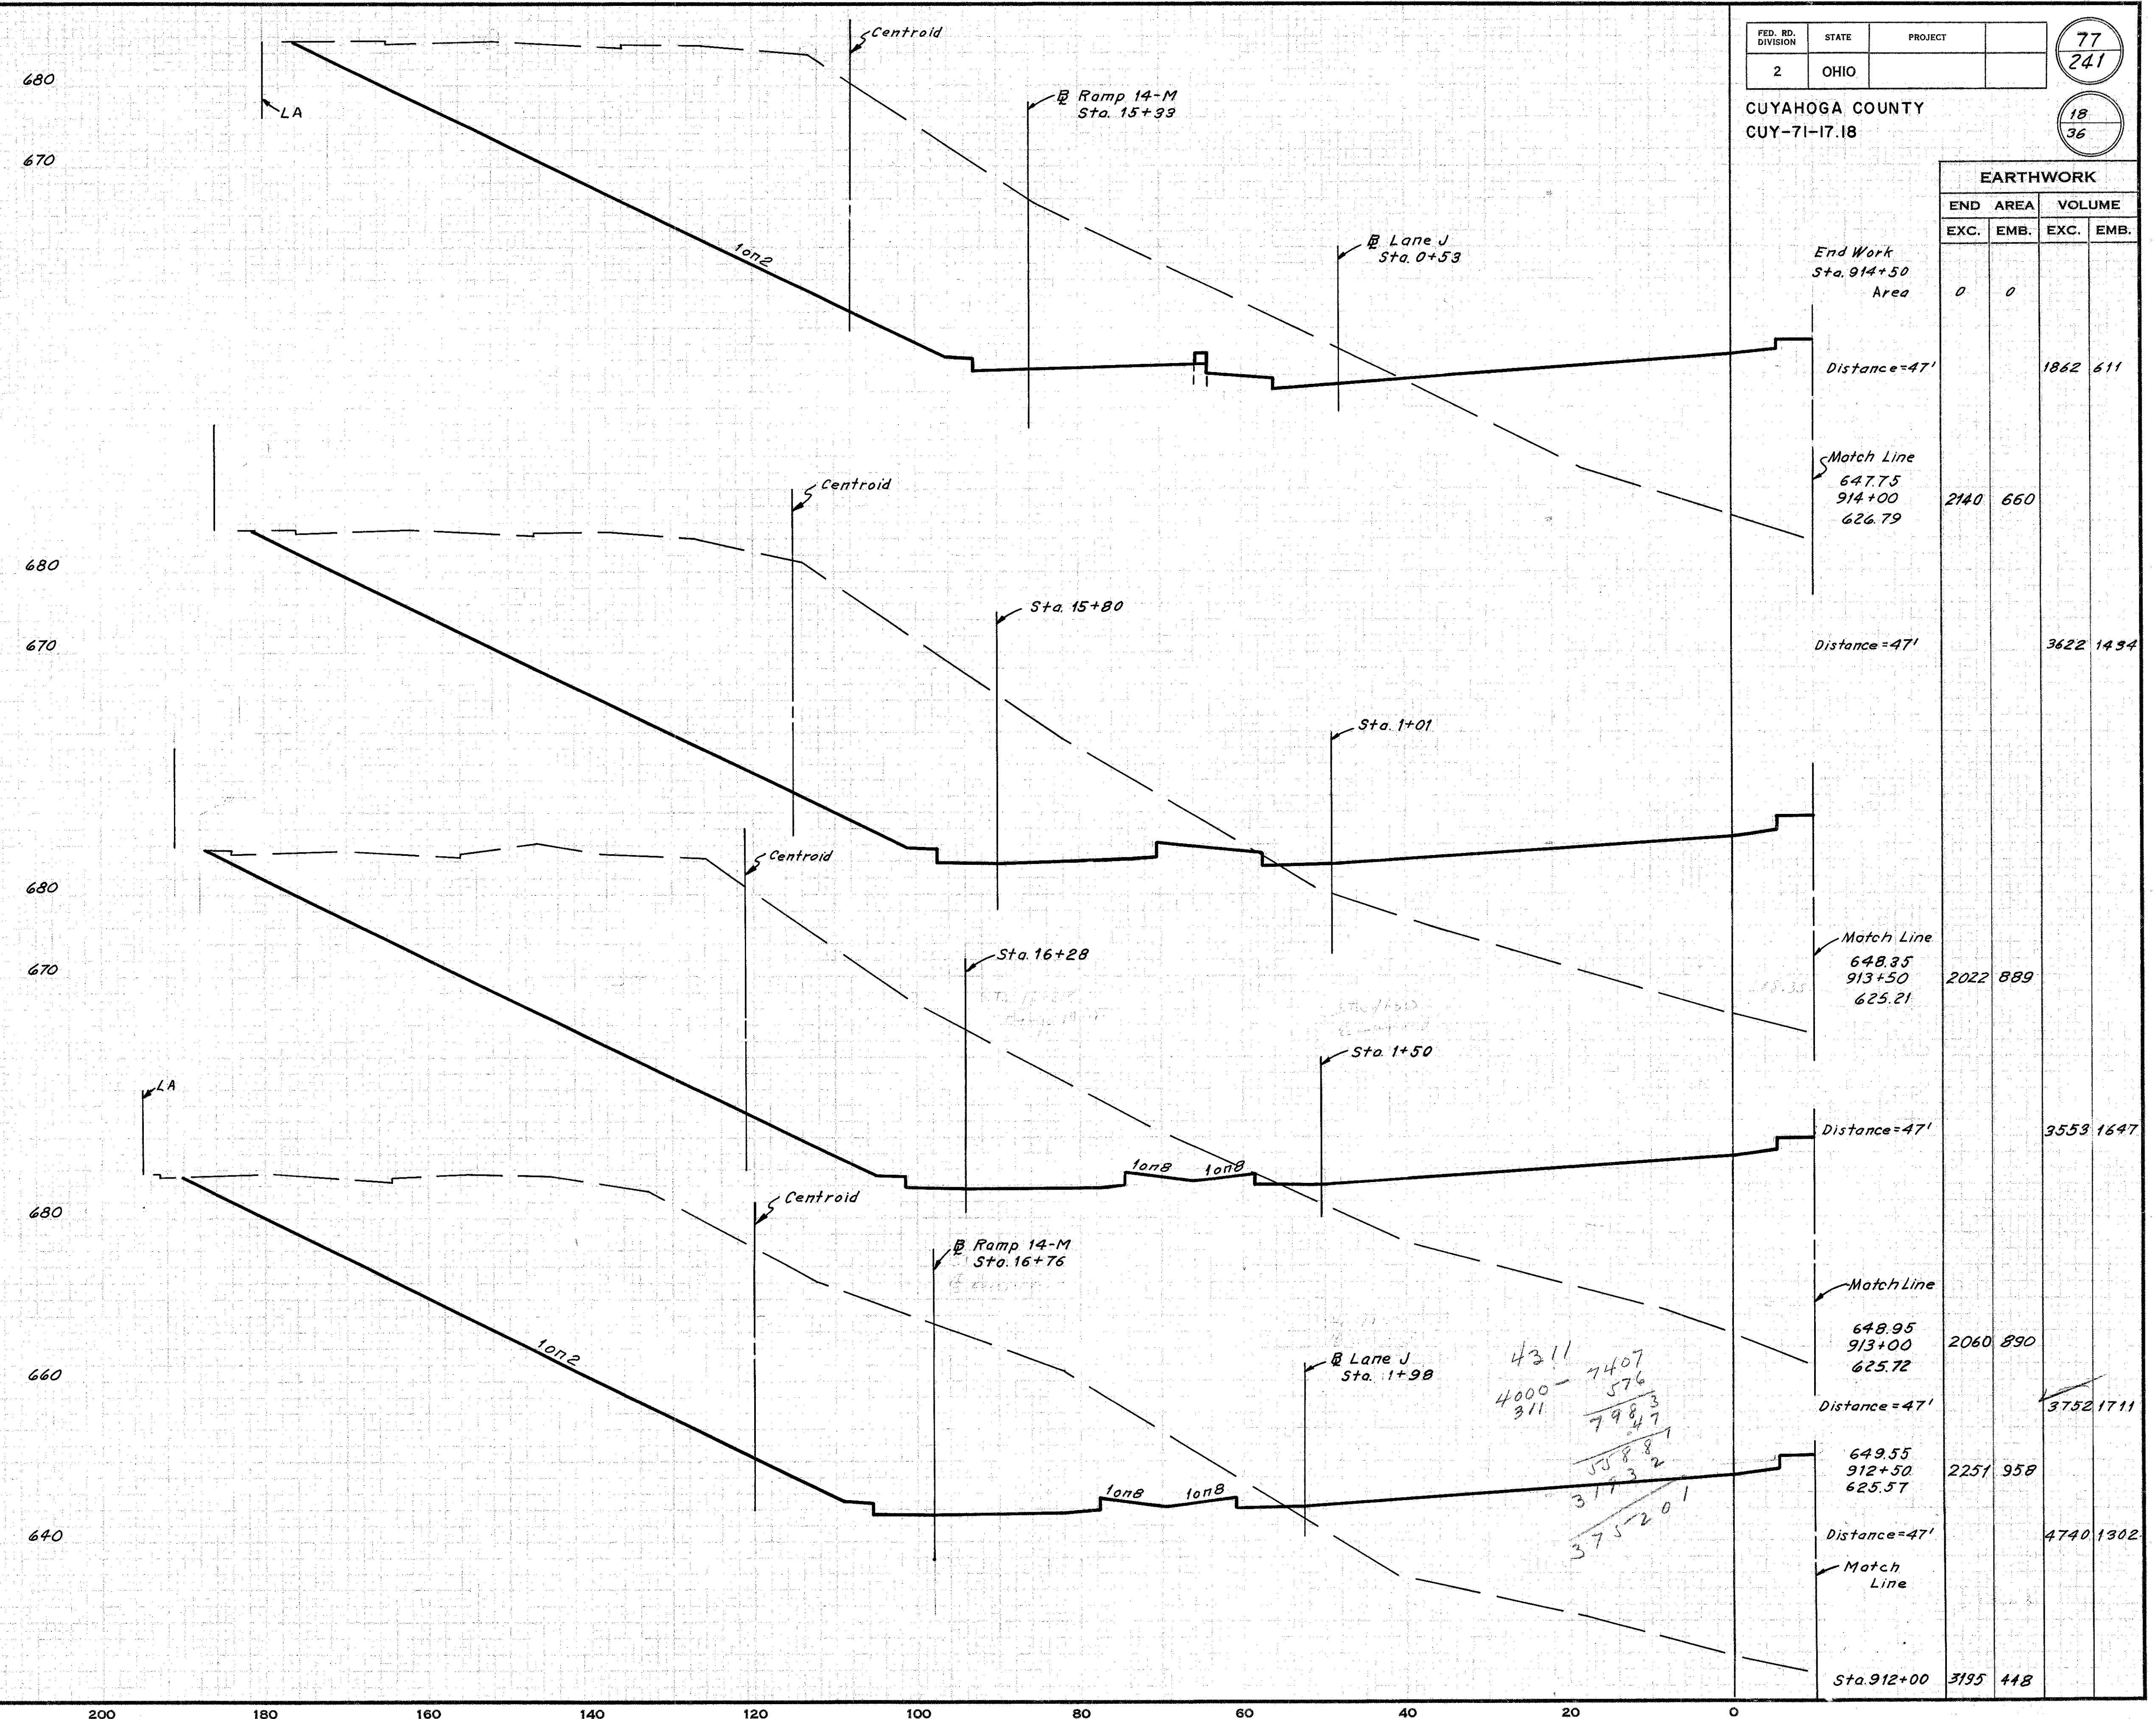 FED. RD. DIVISION STATE PROJECT
2 OHIO
77
241
CUYAHOGA COUNTY
CUY-71-17.18
18
36
EARTHWORK
END AREA VOLUME
EXC. EMB. EXC. EMB.
End Work
Sta. 914+50
Area 0 0
Distance=47' 1862 611
Match Line
647.75
914+00 2140 660
626.79
Distance=47' 3622 1434
Match Line
648.35
913+50 2022 889
625.21
Distance=47' 3553 1647
Match Line
648.95
913+00 2060 890
625.72
Distance=47' 3752 1711
649.55
912+50 2251 958
625.57
Distance=47' 4740 1302
Match
Line
Sta. 912+00 3195 448
680
670
LA
Centroid
℄ Ramp 14-M
Sta. 15+33
℄ Lane J
Sta. 0+53
1on2
680
670
Centroid
Sta. 15+80
Sta. 1+01
680
670
Centroid
Sta. 16+28
Sta. 1+50
1on8 1on8
LA
680
660
640
Centroid
℄ Ramp 14-M
Sta. 16+76
℄ Lane J
Sta. 1+98
1on2
1on8 1on8
4311
4000
311
7407
576
7983
47
55881
31932
375201
200 180 160 140 120 100 80 60 40 20 0